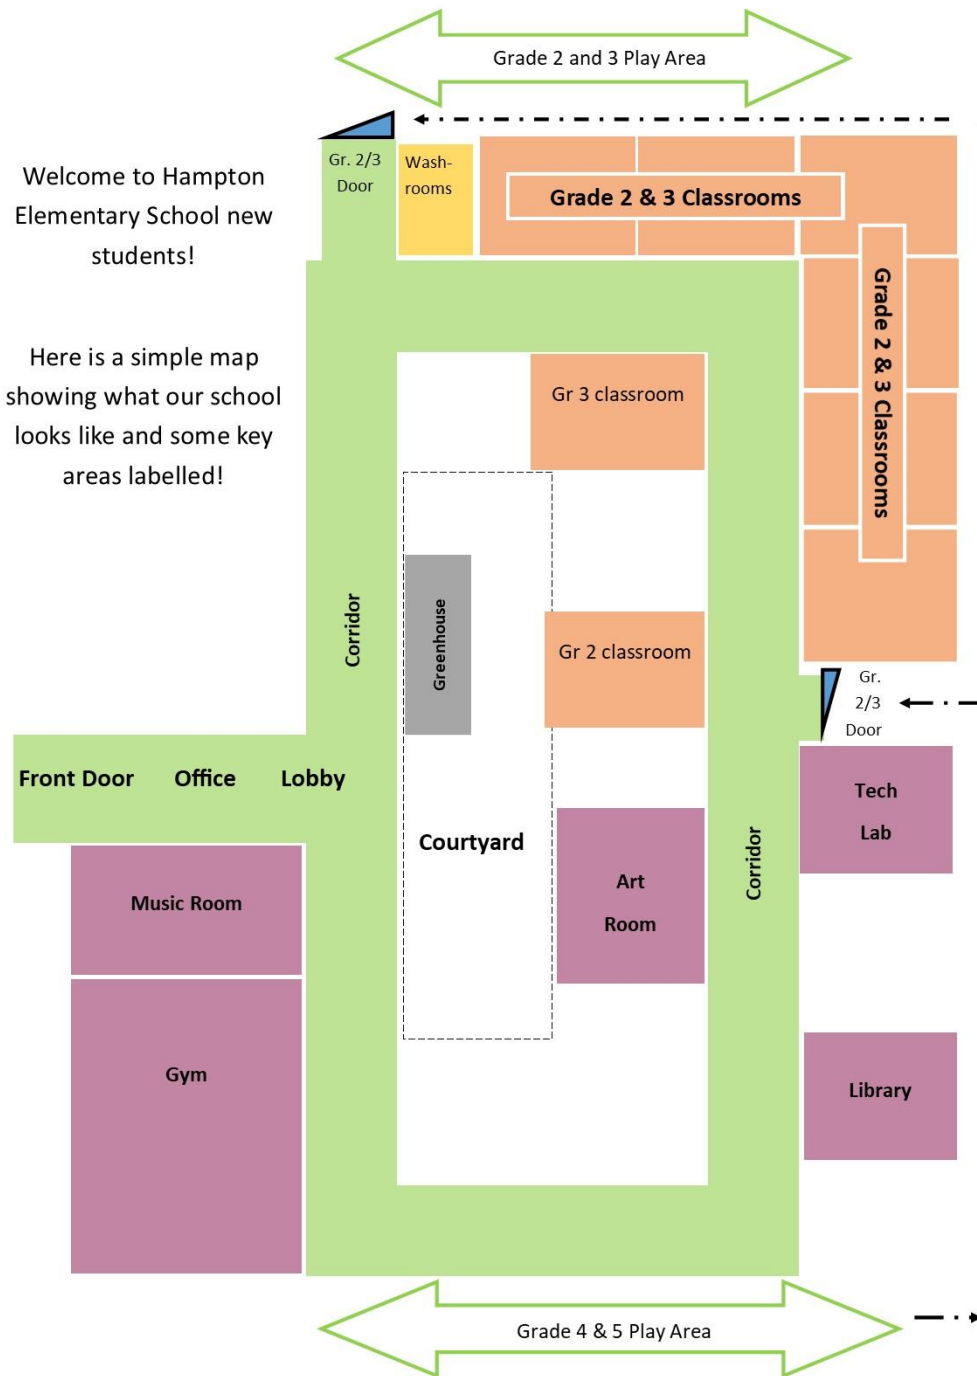 Grade 2 and 3 Play Area
Welcome to Hampton
Elementary School new
students!
Gr. 2/3
Door
Wash-
rooms
Grade 2 & 3 Classrooms
Grade 2 & 3 Classrooms
Here is a simple map
showing what our school
looks like and some key
areas labelled!
Gr 3 classroom
Corridor
Greenhouse
Gr 2 classroom
Gr.
2/3
Door
Front Door
Office
Lobby
Tech
Lab
Courtyard
Corridor
Art
Room
Music Room
Gym
Library
Grade 4 & 5 Play Area